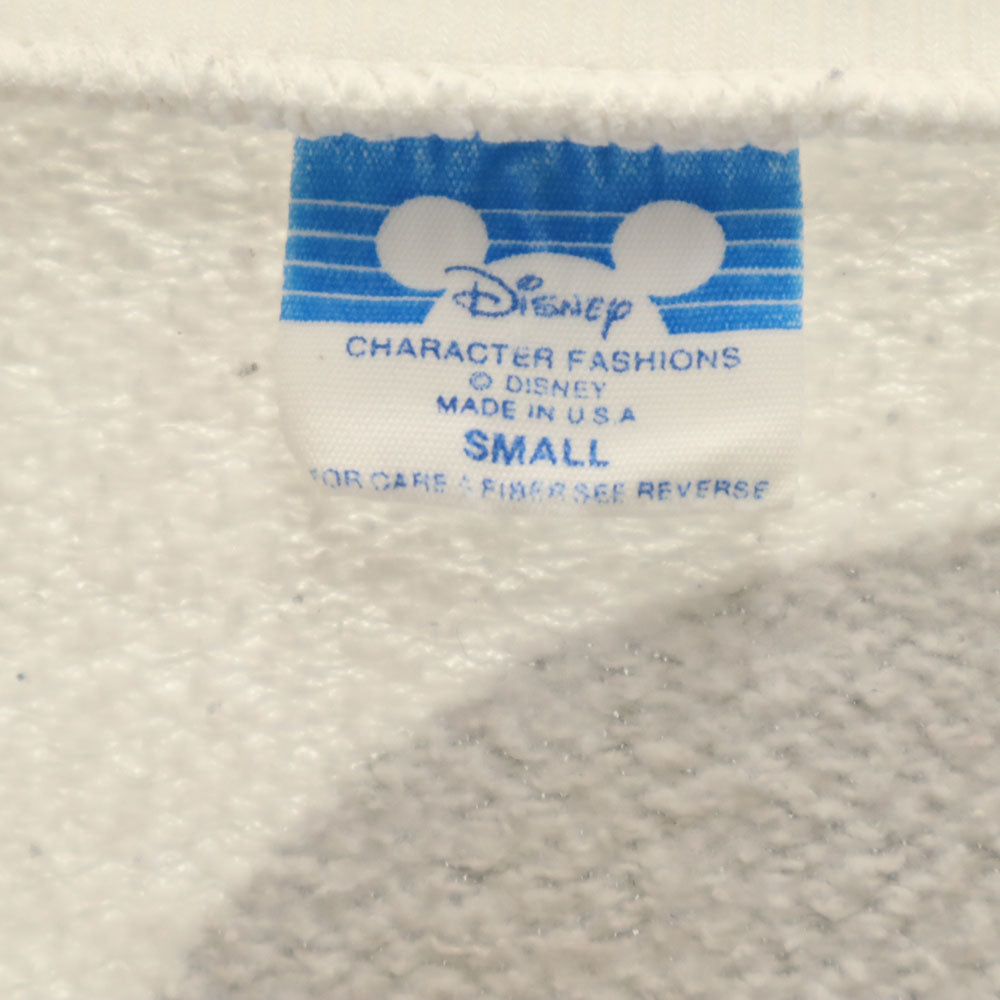 Disney
CHARACTER FASHIONS
© DISNEY
MADE IN U.S.A
SMALL
FOR CARE & FIBER SEE REVERSE